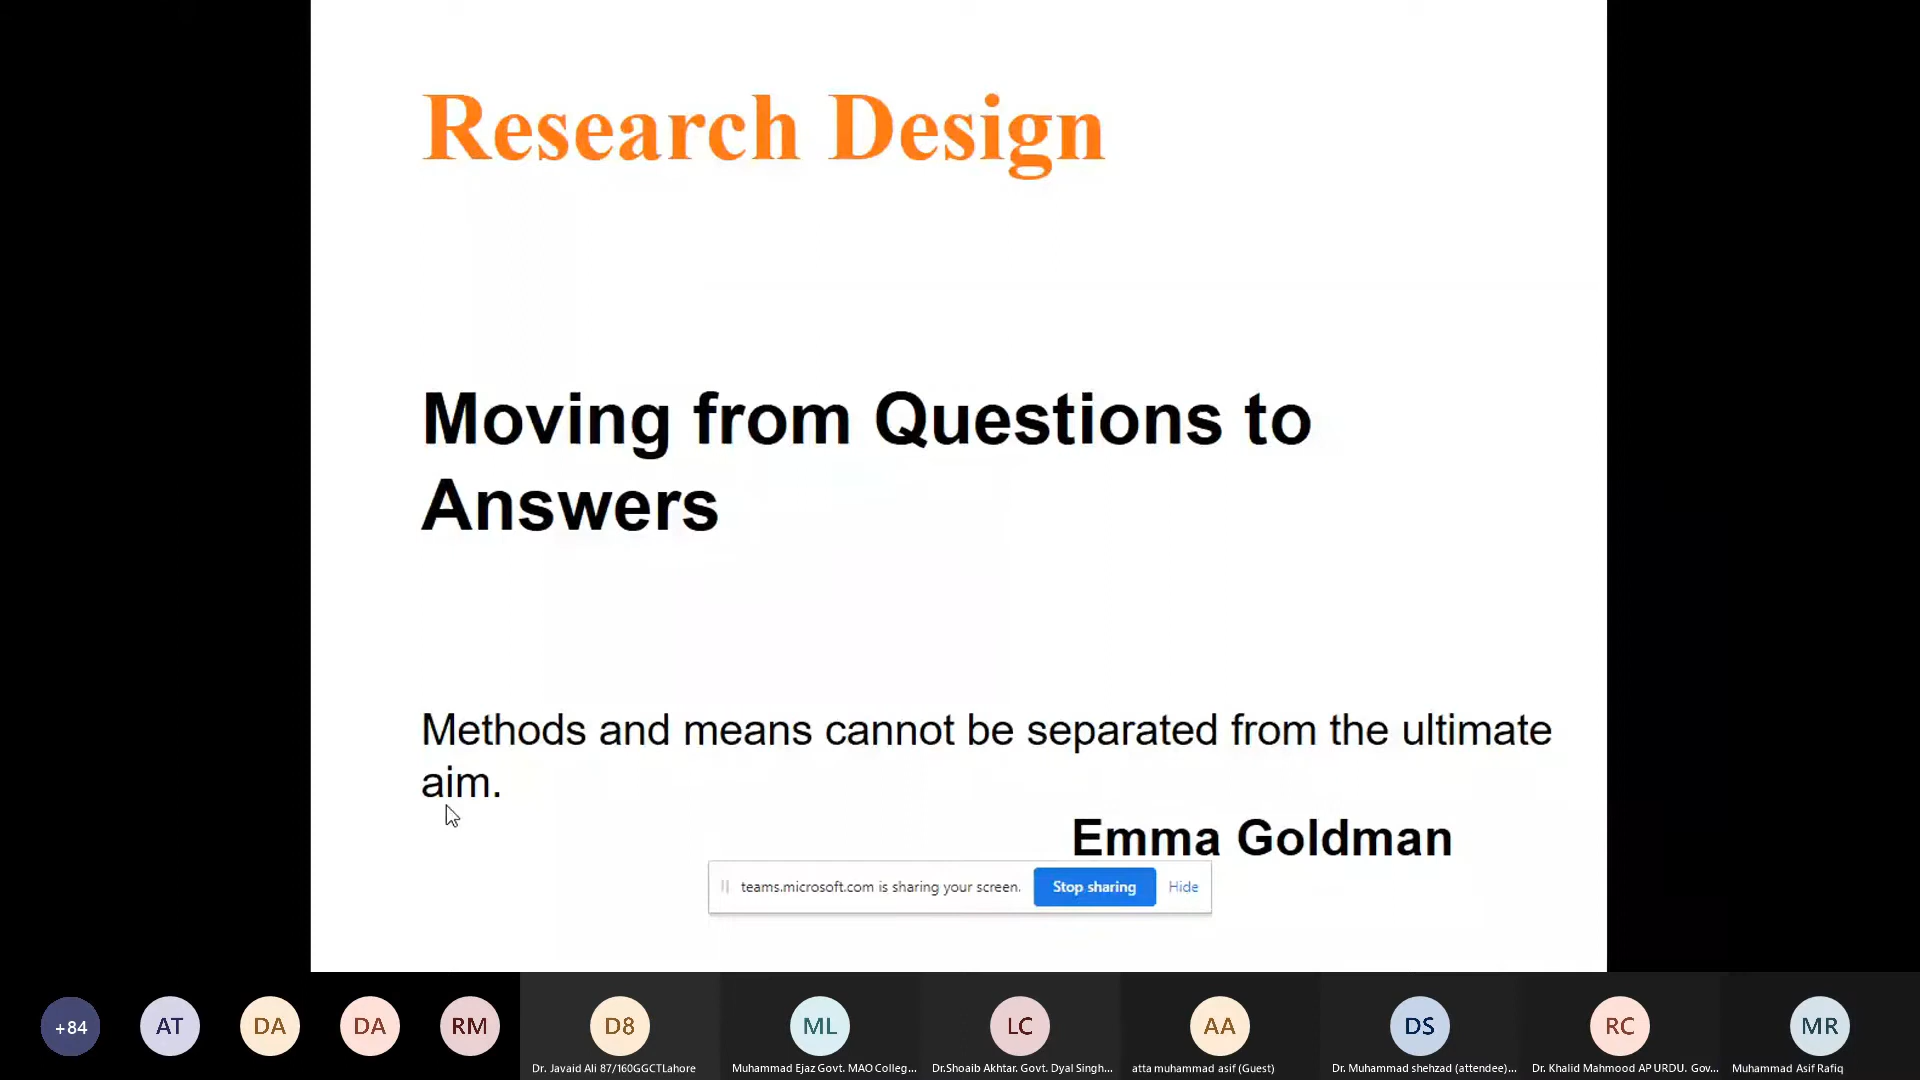 Research Design
Moving from Questions to
Answers
Methods and means cannot be separated from the ultimate
aim.
Emma Goldman
teams.microsoft.com is sharing your screen. Stop sharing Hide
+84 AT DA DA RM D8 ML LC AA DS RC MR
Dr. Javaid Ali 87/160GGCTLahore Muhammad Ejaz Govt. MAO Colleg... Dr.Shoaib Akhtar. Govt. Dyal Singh... atta muhammad asif (Guest) Dr. Muhammad shehzad (attendee)... Dr. Khalid Mahmood AP URDU. Gov... Muhammad Asif Rafiq